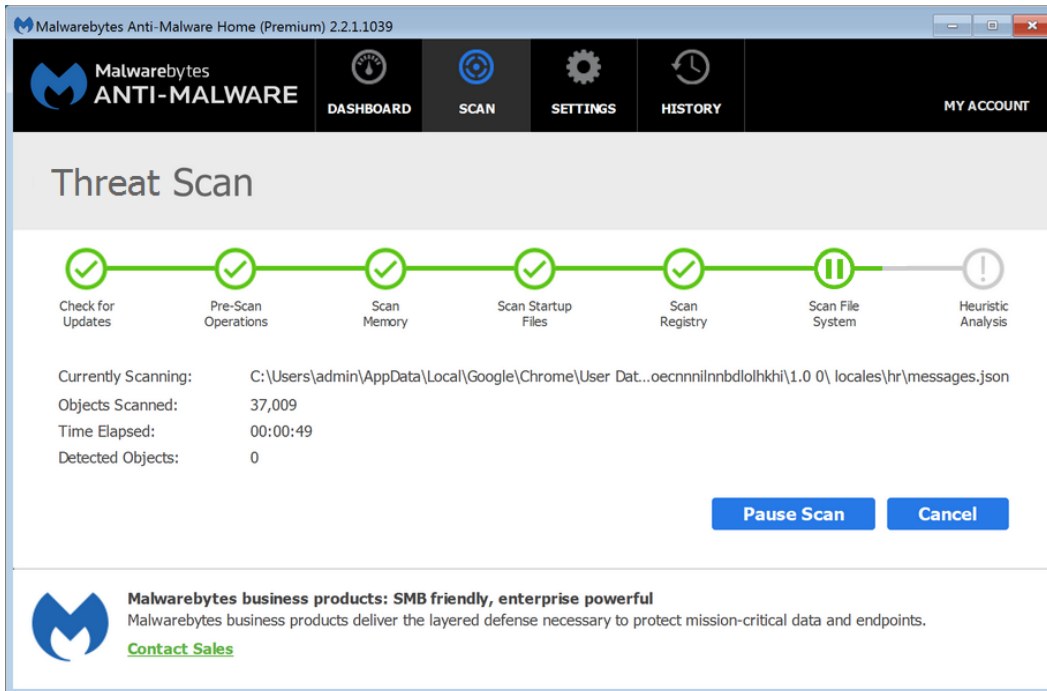 Malwarebytes Anti-Malware Home (Premium) 2.2.1.1039
Malwarebytes
ANTI-MALWARE
DASHBOARD
SCAN
SETTINGS
HISTORY
MY ACCOUNT
Threat Scan
Check for
Updates
Pre-Scan
Operations
Scan
Memory
Scan Startup
Files
Scan
Registry
Scan File
System
Heuristic
Analysis
Currently Scanning: C:\Users\admin\AppData\Local\Google\Chrome\User Dat...oecnnnilnnbdlolhkhi\1.0 0\ locales\hr\messages.json
Objects Scanned: 37,009
Time Elapsed: 00:00:49
Detected Objects: 0
Pause Scan
Cancel
Malwarebytes business products: SMB friendly, enterprise powerful
Malwarebytes business products deliver the layered defense necessary to protect mission-critical data and endpoints.
Contact Sales